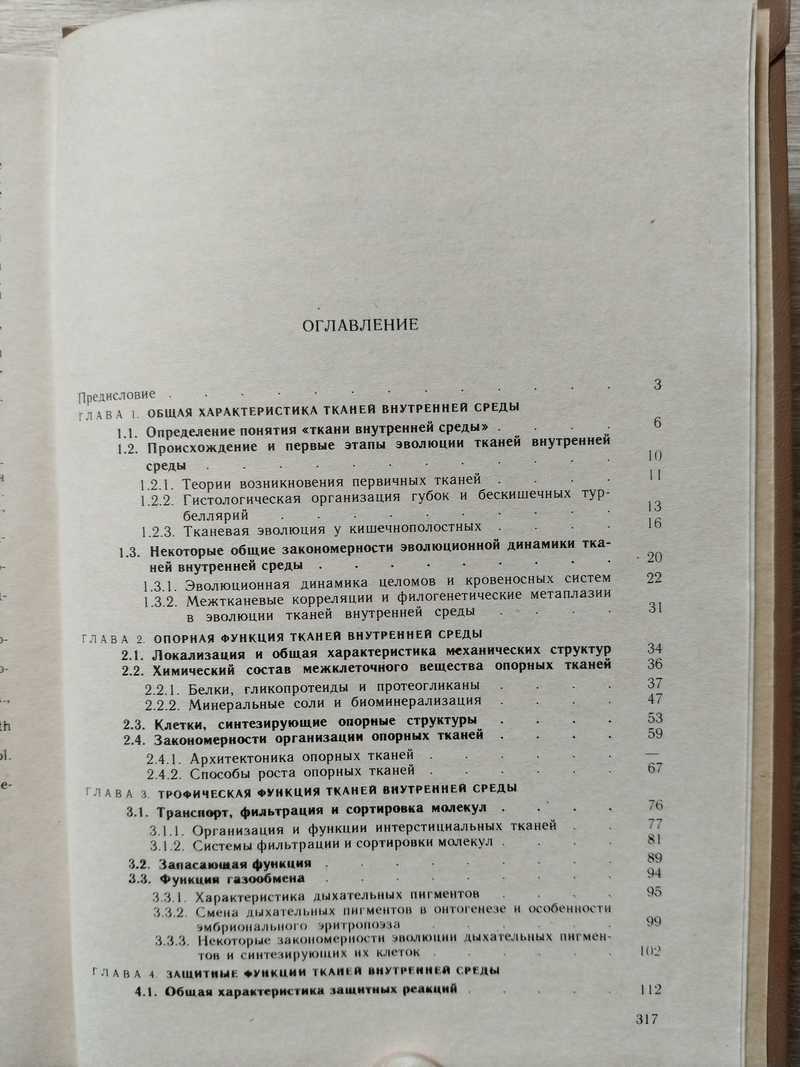 ОГЛАВЛЕНИЕ
Предисловие . . . . . . . . . . . . 3
ГЛАВА 1. ОБЩАЯ ХАРАКТЕРИСТИКА ТКАНЕЙ ВНУТРЕННЕЙ СРЕДЫ
1.1. Определение понятия «ткани внутренней среды» . . . . 6
1.2. Происхождение и первые этапы эволюции тканей внутренней
среды . . . . . . . . . . . 10
1.2.1. Теории возникновения первичных тканей . . . . 11
1.2.2. Гистологическая организация губок и бескишечных тур-
беллярий . . . . . . . . . 13
1.2.3. Тканевая эволюция у кишечнополостных . . . . 16
1.3. Некоторые общие закономерности эволюционной динамики тка-
ней внутренней среды . . . . . . . . 20
1.3.1. Эволюционная динамика целомов и кровеносных систем 22
1.3.2. Межтканевые корреляции и филогенетические метаплазии
в эволюции тканей внутренней среды . . . . 31
ГЛАВА 2. ОПОРНАЯ ФУНКЦИЯ ТКАНЕЙ ВНУТРЕННЕЙ СРЕДЫ
2.1. Локализация и общая характеристика механических структур 34
2.2. Химический состав межклеточного вещества опорных тканей 36
2.2.1. Белки, гликопротеиды и протеогликаны . . . . 37
2.2.2. Минеральные соли и биоминерализация . . . . 47
2.3. Клетки, синтезирующие опорные структуры . . . . 53
2.4. Закономерности организации опорных тканей . . . . 59
2.4.1. Архитектоника опорных тканей . . . . . . —
2.4.2. Способы роста опорных тканей . . . . . . 67
ГЛАВА 3. ТРОФИЧЕСКАЯ ФУНКЦИЯ ТКАНЕЙ ВНУТРЕННЕЙ СРЕДЫ
3.1. Транспорт, фильтрация и сортировка молекул . . . . 76
3.1.1. Организация и функции интерстициальных тканей . . 77
3.1.2. Системы фильтрации и сортировки молекул . . . . 81
3.2. Запасающая функция . . . . . . . . 89
3.3. Функция газообмена . . . . . . . . 94
3.3.1. Характеристика дыхательных пигментов . . . . 95
3.3.2. Смена дыхательных пигментов в онтогенезе и особенности
эмбрионального эритропоэза . . . . . . 99
3.3.3. Некоторые закономерности эволюции дыхательных пигмен-
тов и синтезирующих их клеток . . . . . . 102
ГЛАВА 4. ЗАЩИТНЫЕ ФУНКЦИИ ТКАНЕЙ ВНУТРЕННЕЙ СРЕДЫ
4.1. Общая характеристика защитных реакций . . . . . 112
317